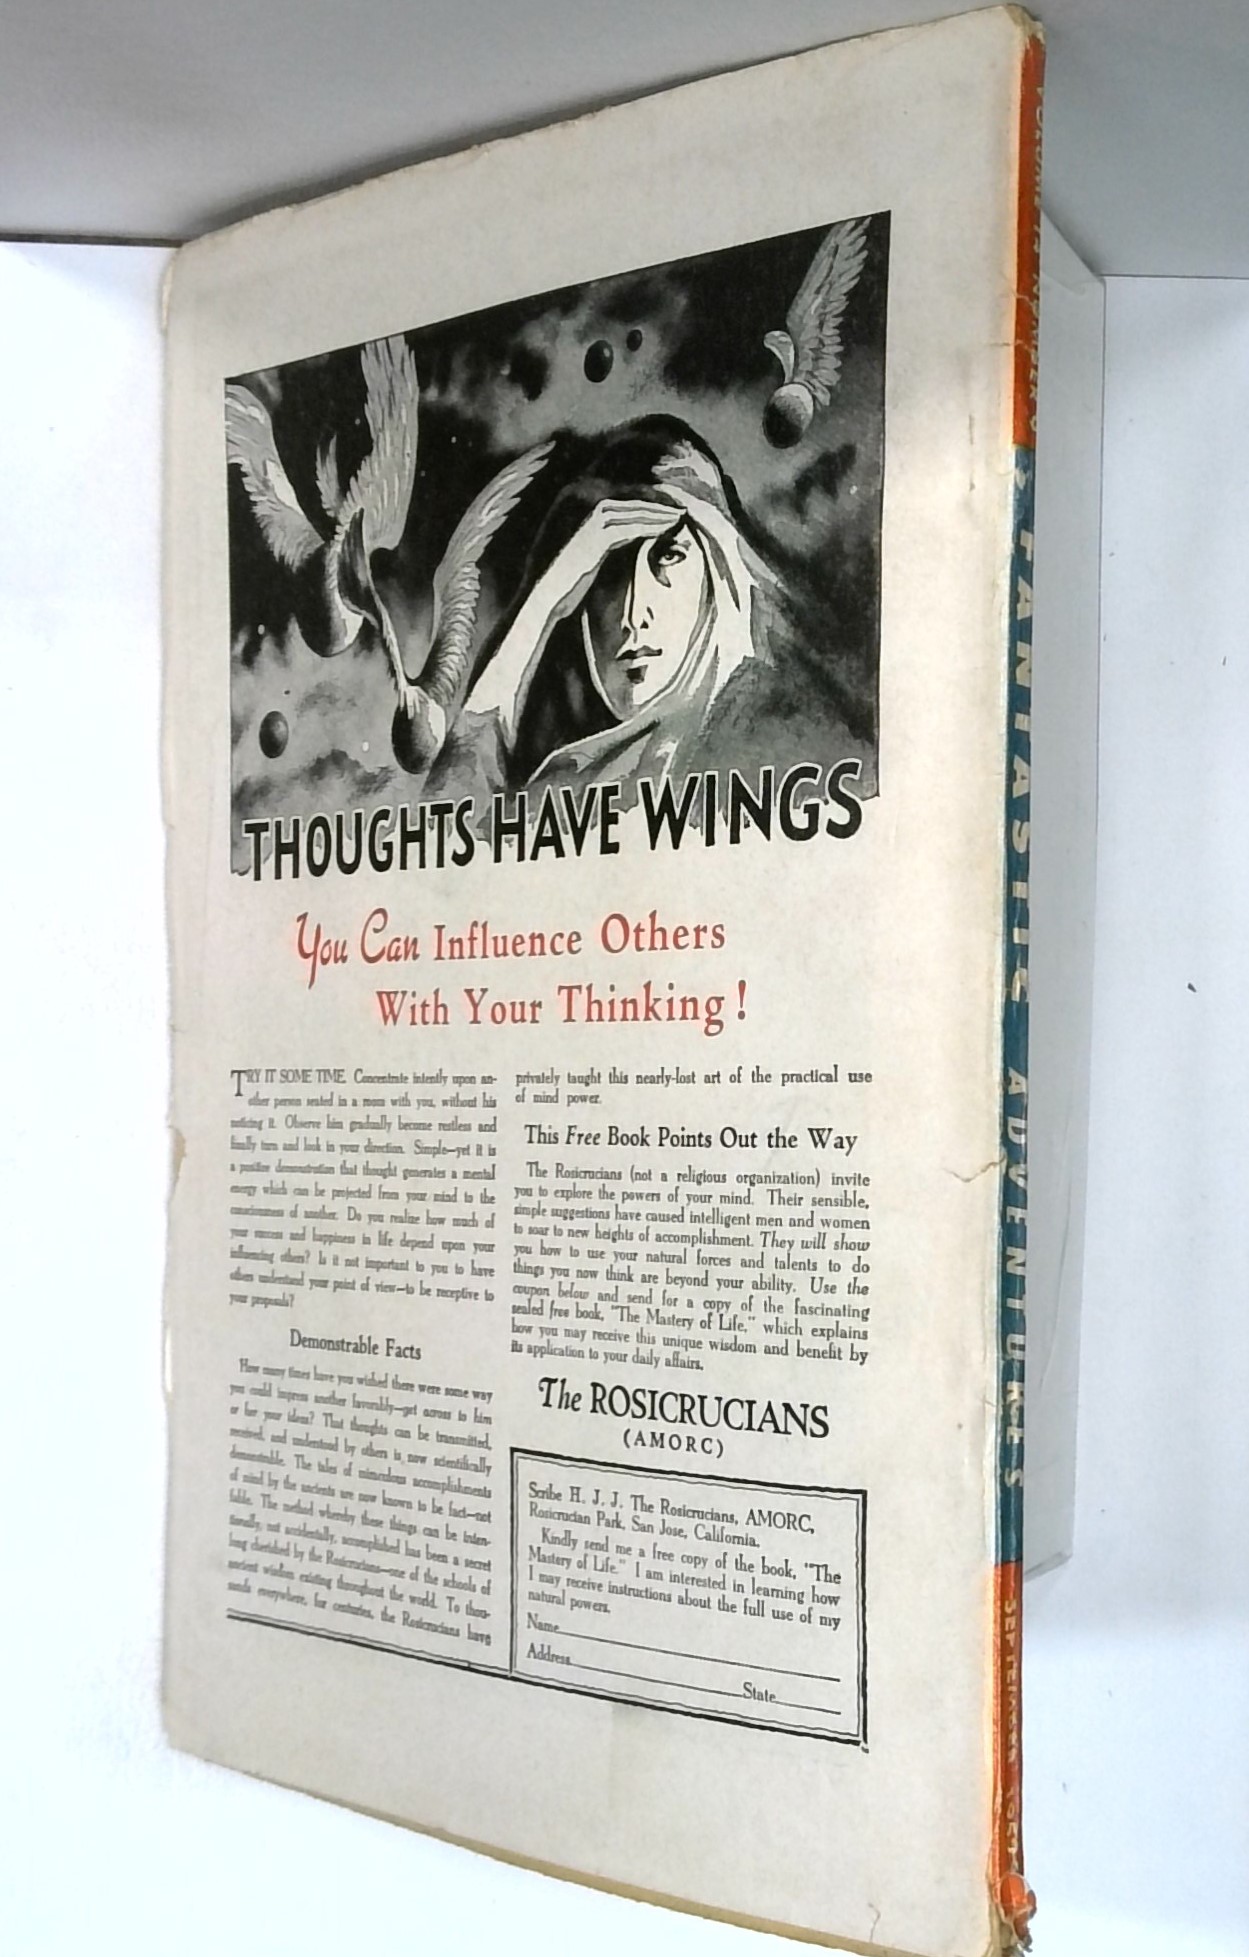 THOUGHTS HAVE WINGS
You Can Influence Others
With Your Thinking!
TRY IT SOME TIME. Concentrate intently upon an-
other person seated in a room with you, without his
noticing it. Observe him gradually become restless and
finally turn and look in your direction. Simple—yet it is
a positive demonstration that thought generates a mental
energy which can be projected from your mind to the
consciousness of another. Do you realize how much of
your success and happiness in life depend upon your
influencing others? Is it not important to you to have
others understand your point of view—to be receptive to
your proposals?
Demonstrable Facts
How many times have you wished there were some way
you could impress another favorably—get across to him
or her your ideas? That thoughts can be transmitted,
received, and understood by others is now scientifically
demonstrable. The tales of miraculous accomplishments
of mind by the ancients are now known to be fact—not
fable. The method whereby these things can be inten-
tionally, not accidentally, accomplished has been a secret
long cherished by the Rosicrucians—one of the schools of
ancient wisdom existing throughout the world. To thou-
sands everywhere, for centuries, the Rosicrucians have
privately taught this nearly-lost art of the practical use
of mind power.
This Free Book Points Out the Way
The Rosicrucians (not a religious organization) invite
you to explore the powers of your mind. Their sensible,
simple suggestions have caused intelligent men and women
to soar to new heights of accomplishment. They will show
you how to use your natural forces and talents to do
things you now think are beyond your ability. Use the
coupon below and send for a copy of the fascinating
sealed free book, "The Mastery of Life," which explains
how you may receive this unique wisdom and benefit by
its application to your daily affairs.
The ROSICRUCIANS
(AMORC)
Scribe H. J. J. The Rosicrucians, AMORC,
Rosicrucian Park, San Jose, California.
Kindly send me a free copy of the book, "The
Mastery of Life." I am interested in learning how
I may receive instructions about the full use of my
natural powers.
Name
Address
State
FANTASTIC ADVENTURES
SEPTEMBER